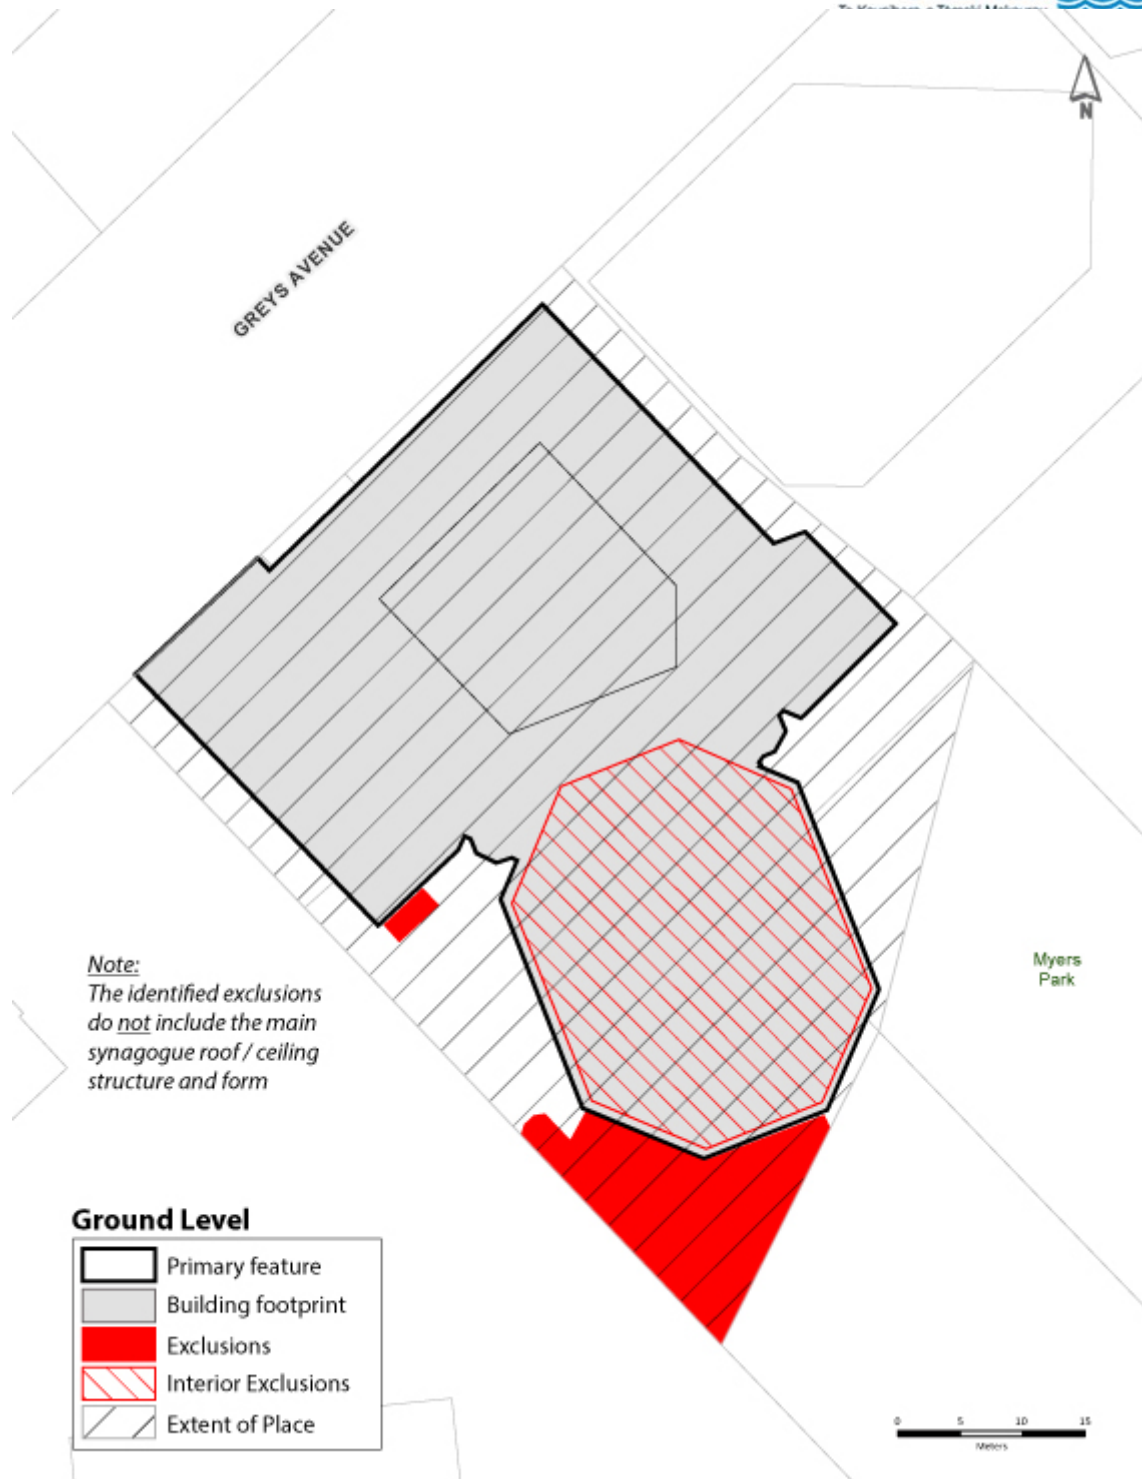 N
GREYS AVENUE
Myers
Park
Note:
The identified exclusions
do not include the main
synagogue roof / ceiling
structure and form
Ground Level
Primary feature
Building footprint
Exclusions
Interior Exclusions
Extent of Place
0 5 10 15
Meters